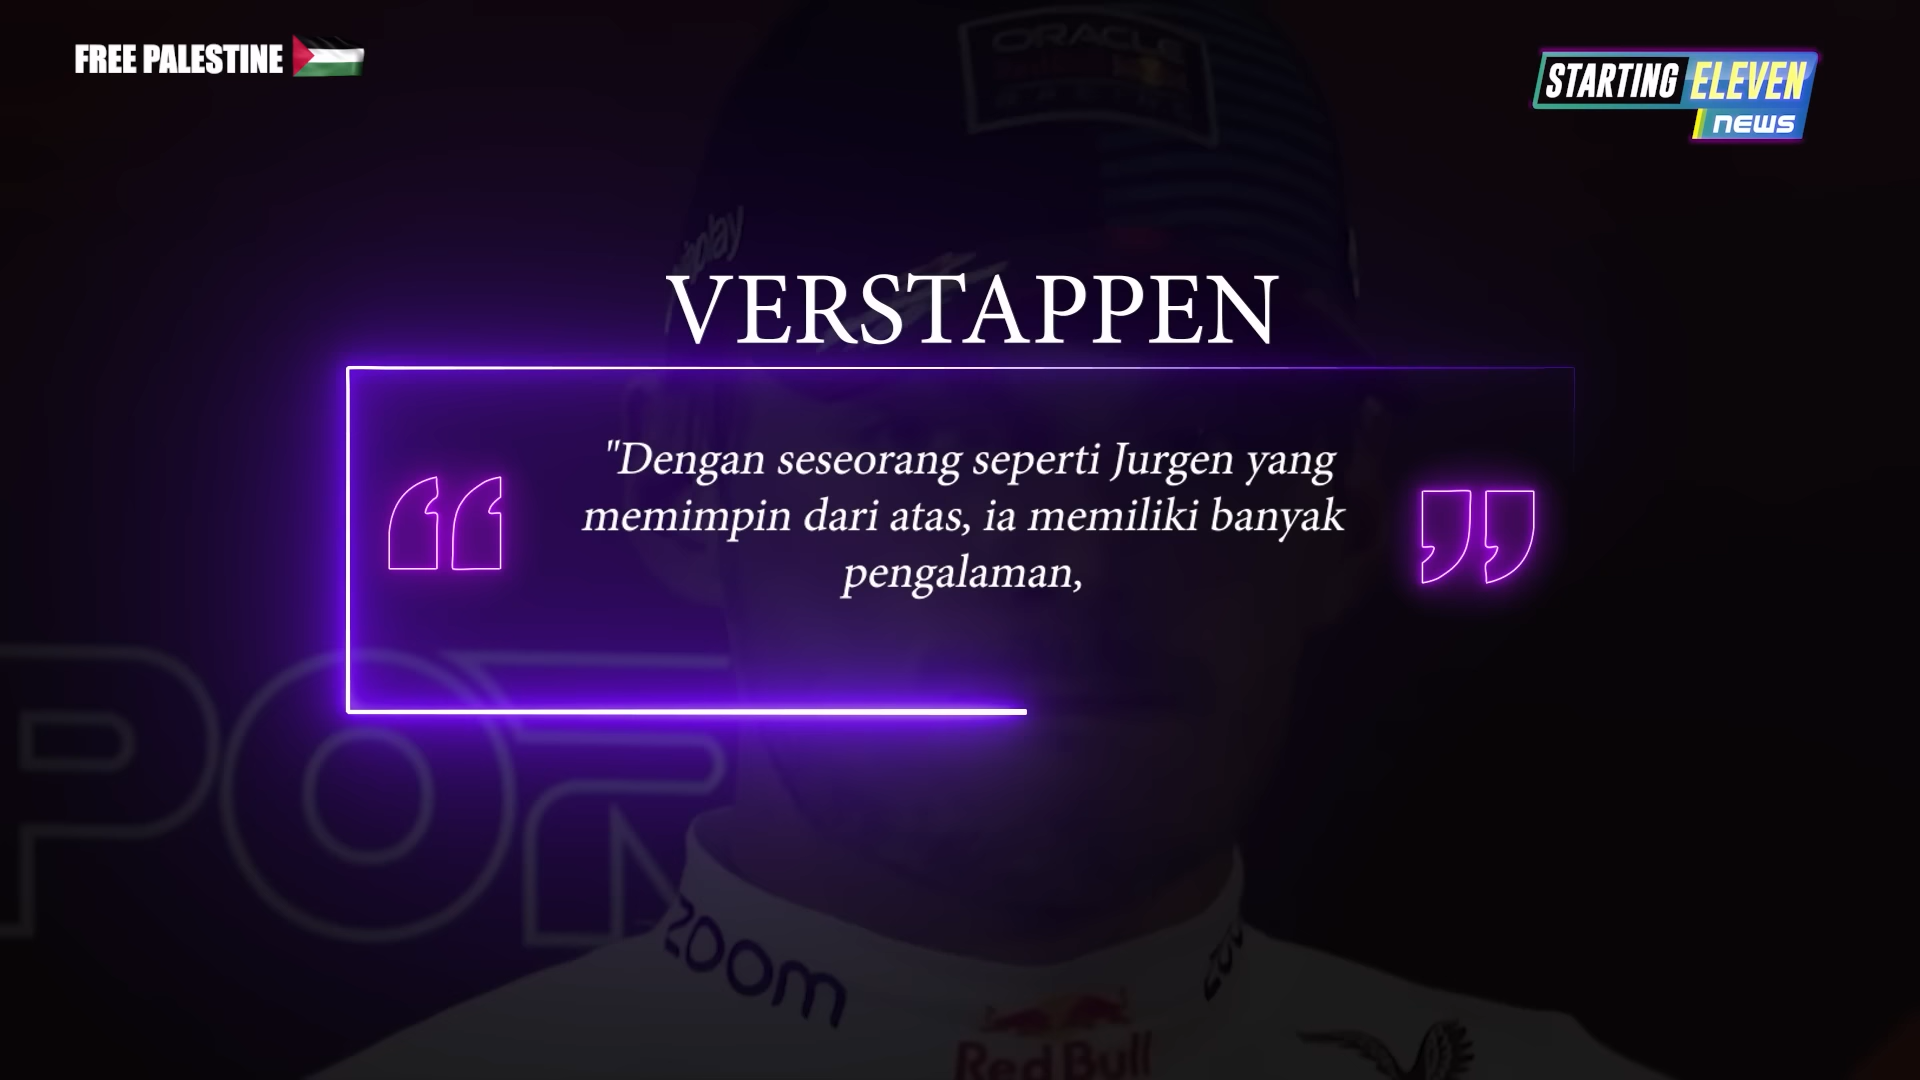 FREE PALESTINE
STARTING ELEVEN
news
ORACLE
VERSTAPPEN
"Dengan seseorang seperti Jurgen yang
memimpin dari atas, ia memiliki banyak
pengalaman,
zoom
Red Bull